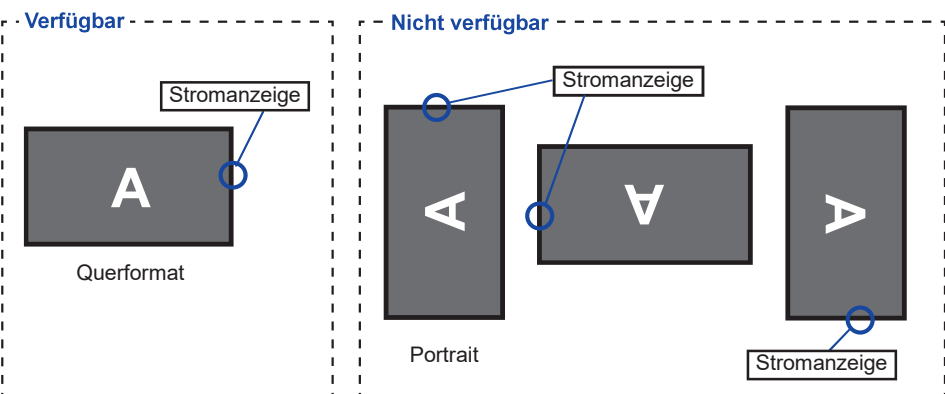 Verfügbar
Stromanzeige
A
Querformat
Nicht verfügbar
Stromanzeige
A
A
A
Portrait
Stromanzeige